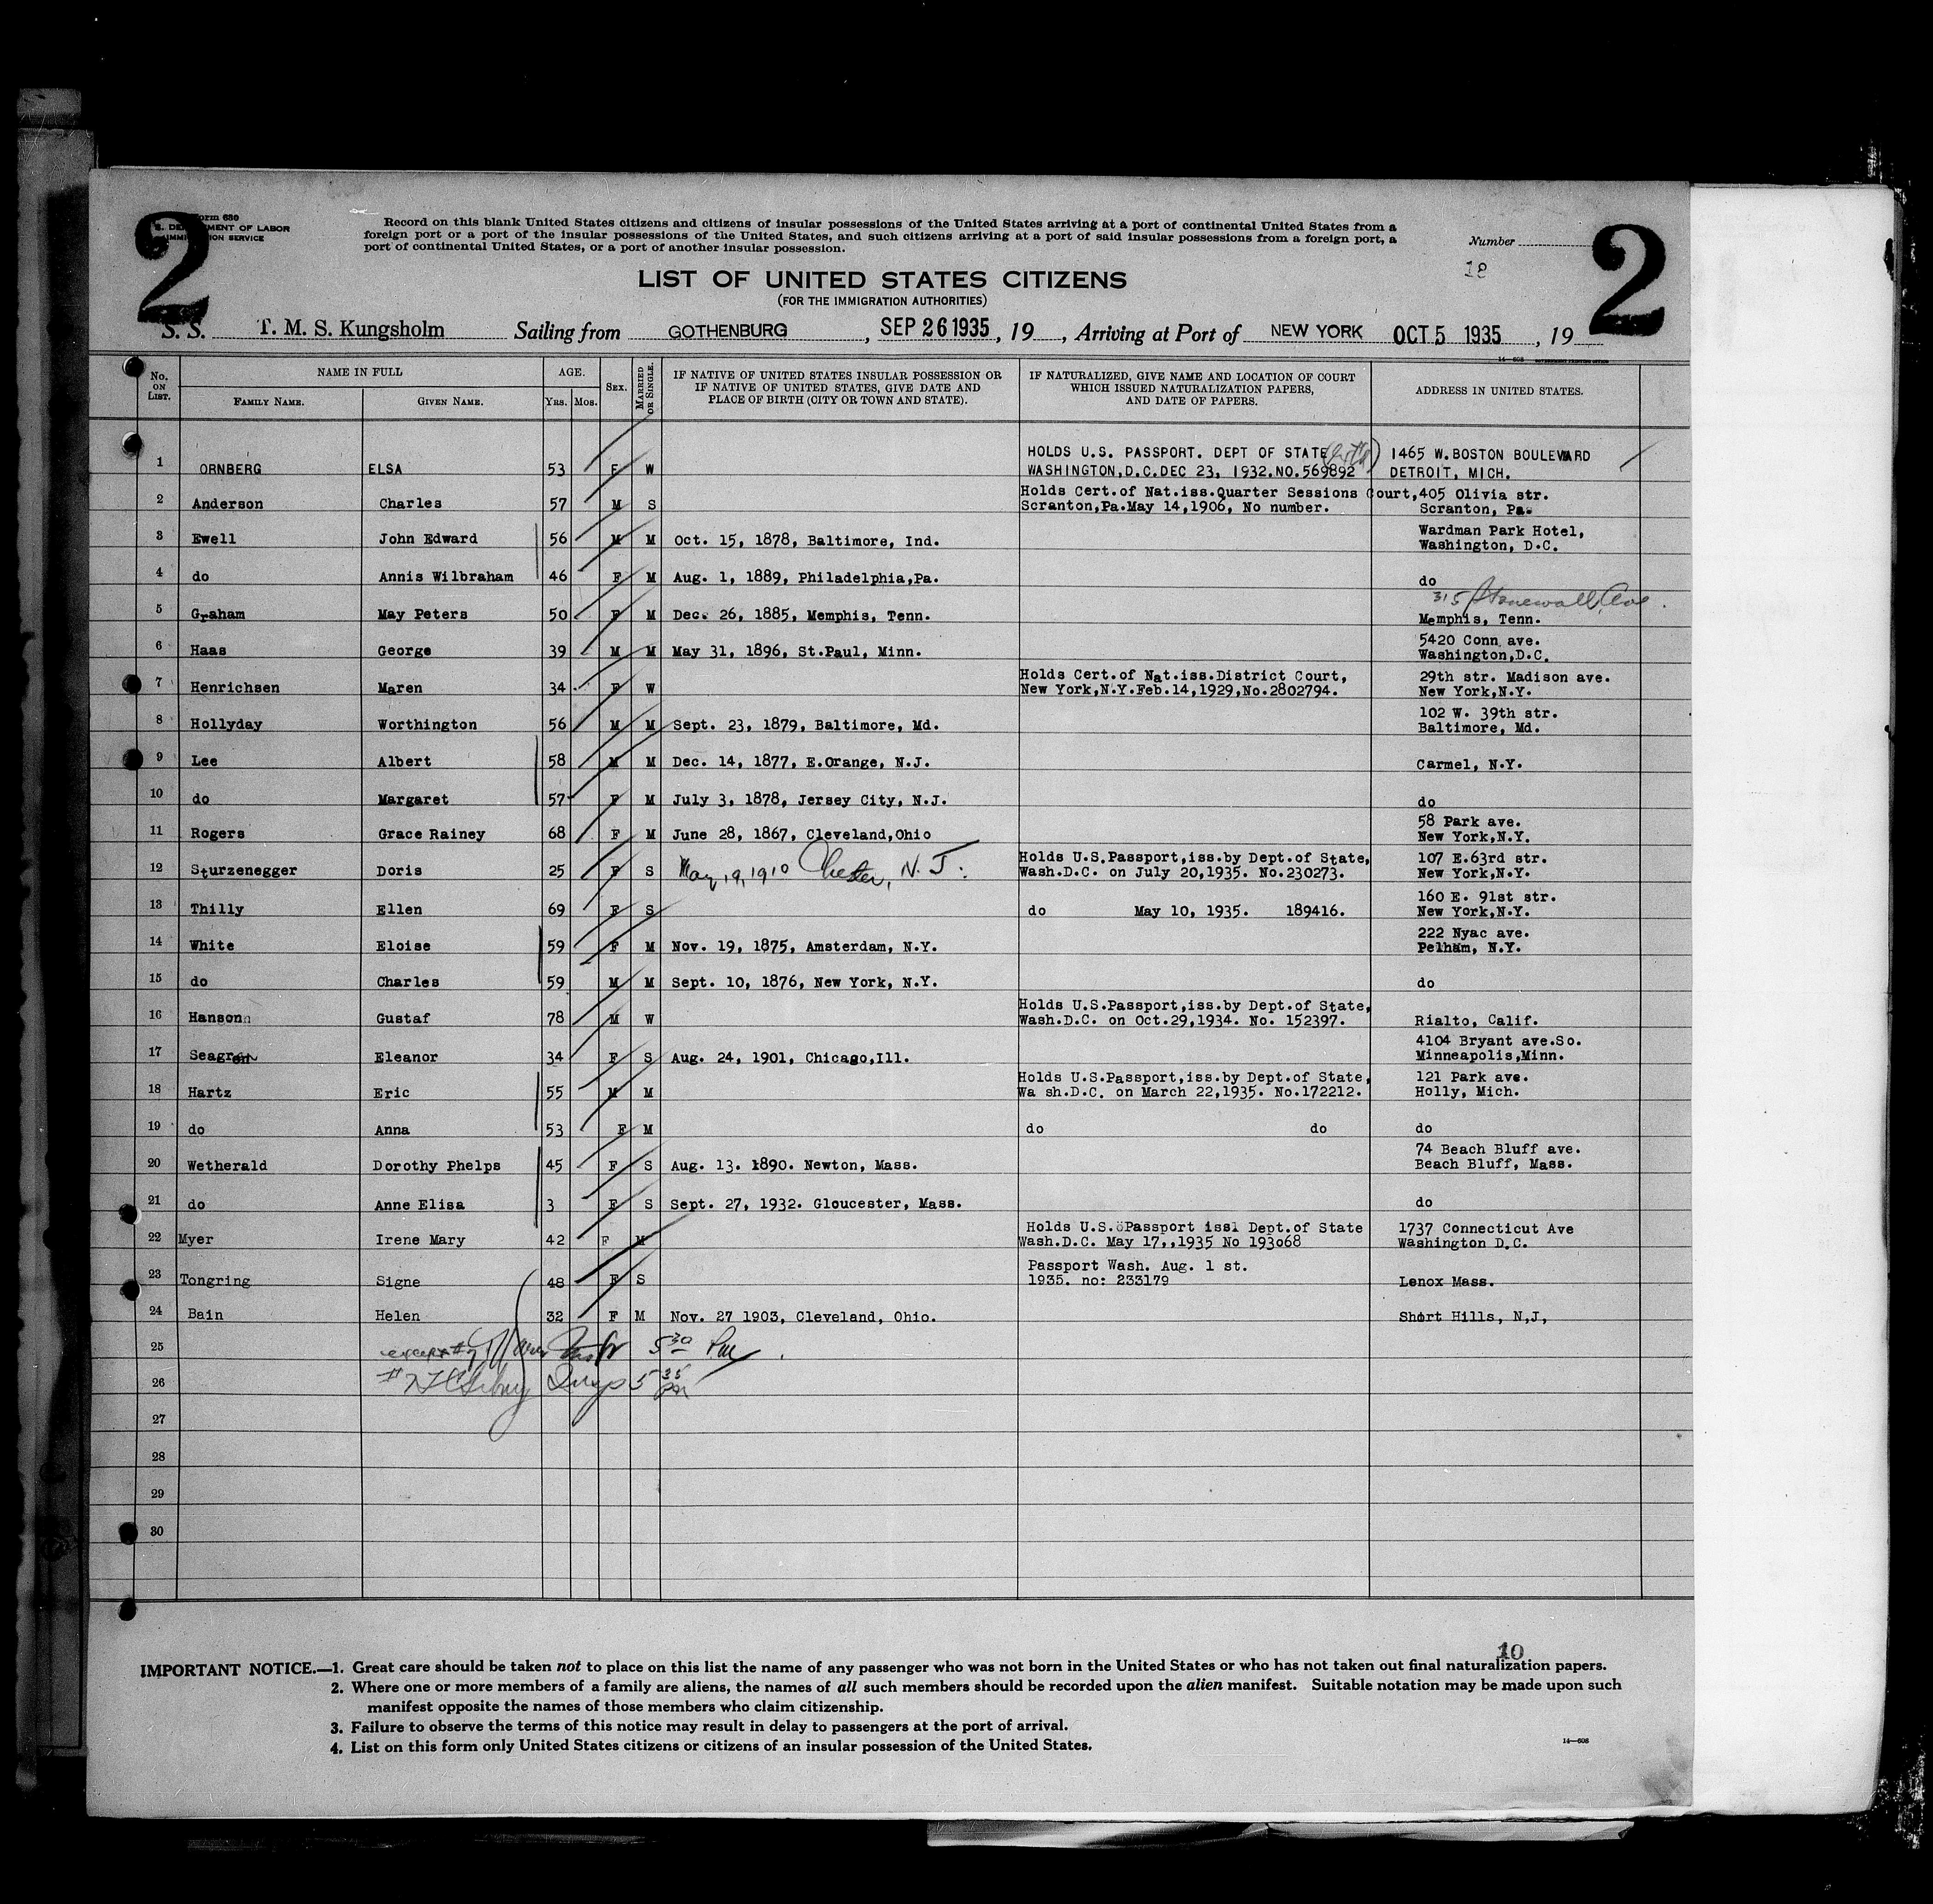 2
2
Form 630
U.S. DEPARTMENT OF LABOR
IMMIGRATION SERVICE
Record on this blank United States citizens and citizens of insular possessions of the United States arriving at a port of continental United States from a
foreign port or a port of the insular possessions of the United States, and such citizens arriving at a port of said insular possessions from a foreign port, a
port of continental United States, or a port of another insular possession.
Number
18
LIST OF UNITED STATES CITIZENS
(FOR THE IMMIGRATION AUTHORITIES)
S. S. T. M. S. Kungsholm Sailing from GOTHENBURG, SEP 26 1935, 19 , Arriving at Port of NEW YORK OCT 5 1935, 19
14—608 GOVERNMENT PRINTING OFFICE
No. ON LIST. NAME IN FULL FAMILY NAME. GIVEN NAME. AGE. YRS. MOS. SEX. MARRIED OR SINGLE.
IF NATIVE OF UNITED STATES INSULAR POSSESSION OR
IF NATIVE OF UNITED STATES, GIVE DATE AND
PLACE OF BIRTH (CITY OR TOWN AND STATE).
IF NATURALIZED, GIVE NAME AND LOCATION OF COURT
WHICH ISSUED NATURALIZATION PAPERS,
AND DATE OF PAPERS.
ADDRESS IN UNITED STATES.
HOLDS U.S. PASSPORT. DEPT OF STATE 1465 W.BOSTON BOULEVARD
1 ORNBERG ELSA 53 F W WASHINGTON,D.C.DEC 23, 1932.NO.569892 DETROIT, MICH.
Holds Cert.of Nat.iss.Quarter Sessions Court,405 Olivia str.
2 Anderson Charles 57 M S Scranton,Pa.May 14,1906, No number. Scranton, Pa.
Wardman Park Hotel,
3 Ewell John Edward 56 M M Oct. 15, 1878, Baltimore, Ind. Washington, D.C.
4 do Annis Wilbraham 46 F M Aug. 1, 1889, Philadelphia,Pa. do
315 Stonewall Ave.
5 Graham May Peters 50 F M Dec. 26, 1885, Memphis, Tenn. Memphis, Tenn.
5420 Conn ave.
6 Haas George 39 M M May 31, 1896, St.Paul, Minn. Washington,D.C.
Holds Cert.of Nat.iss.District Court, 29th str. Madison ave.
7 Henrichsen Maren 34 F W New York,N.Y.Feb.14,1929,No.2802794. New York,N.Y.
102 W. 39th str.
8 Hollyday Worthington 56 M M Sept. 23, 1879, Baltimore, Md. Baltimore, Md.
9 Lee Albert 58 M M Dec. 14, 1877, E.Orange, N.J. Carmel, N.Y.
10 do Margaret 57 F M July 3, 1878, Jersey City, N.J. do
58 Park ave.
11 Rogers Grace Rainey 68 F M June 28, 1867, Cleveland,Ohio New York,N.Y.
Holds U.S.Passport,iss.by Dept.of State, 107 E.63rd str.
12 Sturzenegger Doris 25 F S May 19, 1910 Chester, N. J. Wash.D.C. on July 20,1935. No.230273. New York,N.Y.
160 E. 91st str.
13 Thilly Ellen 69 F S do May 10, 1935. 189416. New York,N.Y.
222 Nyac ave.
14 White Eloise 59 F M Nov. 19, 1875, Amsterdam, N.Y. Pelham, N.Y.
15 do Charles 59 M M Sept. 10, 1876, New York, N.Y. do
Holds U.S.Passport,iss.by Dept.of State,
16 Hanson Gustaf 78 M W Wash.D.C. on Oct.29,1934. No. 152397. Rialto, Calif.
4104 Bryant ave.So.
17 Seagren Eleanor 34 F S Aug. 24, 1901, Chicago,Ill. Minneapolis,Minn.
Holds U.S.Passport,iss.by Dept.of State, 121 Park ave.
18 Hartz Eric 55 M M Wa sh.D.C. on March 22,1935. No.172212. Holly, Mich.
19 do Anna 53 F M do do do
74 Beach Bluff ave.
20 Wetherald Dorothy Phelps 45 F S Aug. 13. 1890. Newton, Mass. Beach Bluff, Mass.
21 do Anne Elisa 3 F S Sept. 27, 1932. Gloucester, Mass. do
Holds U.S.öPassport issl Dept.of State 1737 Connecticut Ave
22 Myer Irene Mary 42 F M Wash.D.C. May 17,,1935 No 193o68 Washington D.C.
Passport Wash. Aug. 1 st.
23 Tongring Signe 48 F S 1935. no: 233179 Lenox Mass.
24 Bain Helen 32 F M Nov. 27 1903, Cleveland, Ohio. Short Hills, N,J,
25 except #7 5 30 PM
26 #7 5 35 PM
27
28
29
30
10
IMPORTANT NOTICE.—1. Great care should be taken not to place on this list the name of any passenger who was not born in the United States or who has not taken out final naturalization papers.
2. Where one or more members of a family are aliens, the names of all such members should be recorded upon the alien manifest. Suitable notation may be made upon such
manifest opposite the names of those members who claim citizenship.
3. Failure to observe the terms of this notice may result in delay to passengers at the port of arrival.
4. List on this form only United States citizens or citizens of an insular possession of the United States.
14—608